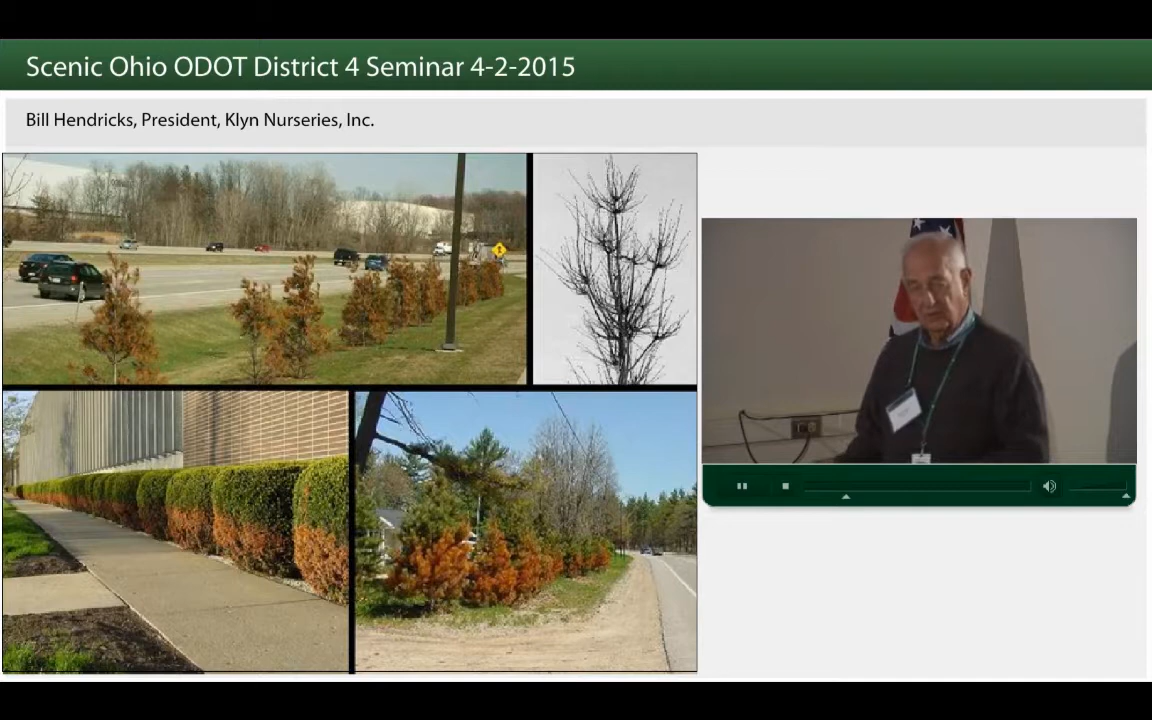 Scenic Ohio ODOT District 4 Seminar 4-2-2015
Bill Hendricks, President, Klyn Nurseries, Inc.